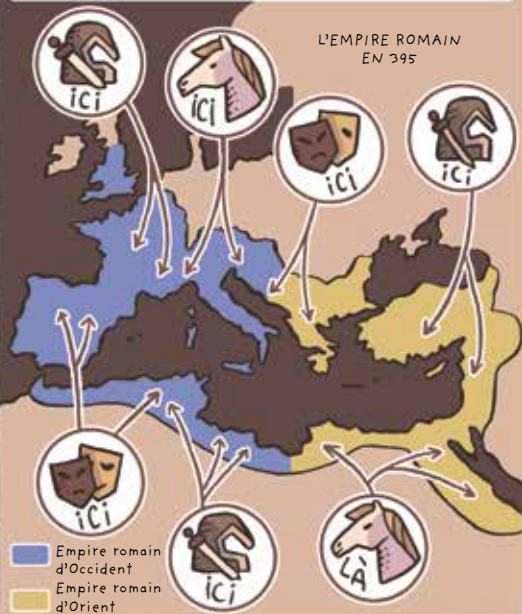 L'EMPIRE ROMAIN
EN 395
iCi
iCi
iCi
iCi
iCi
iCi
LÀ
Empire romain
d'Occident
Empire romain
d'Orient